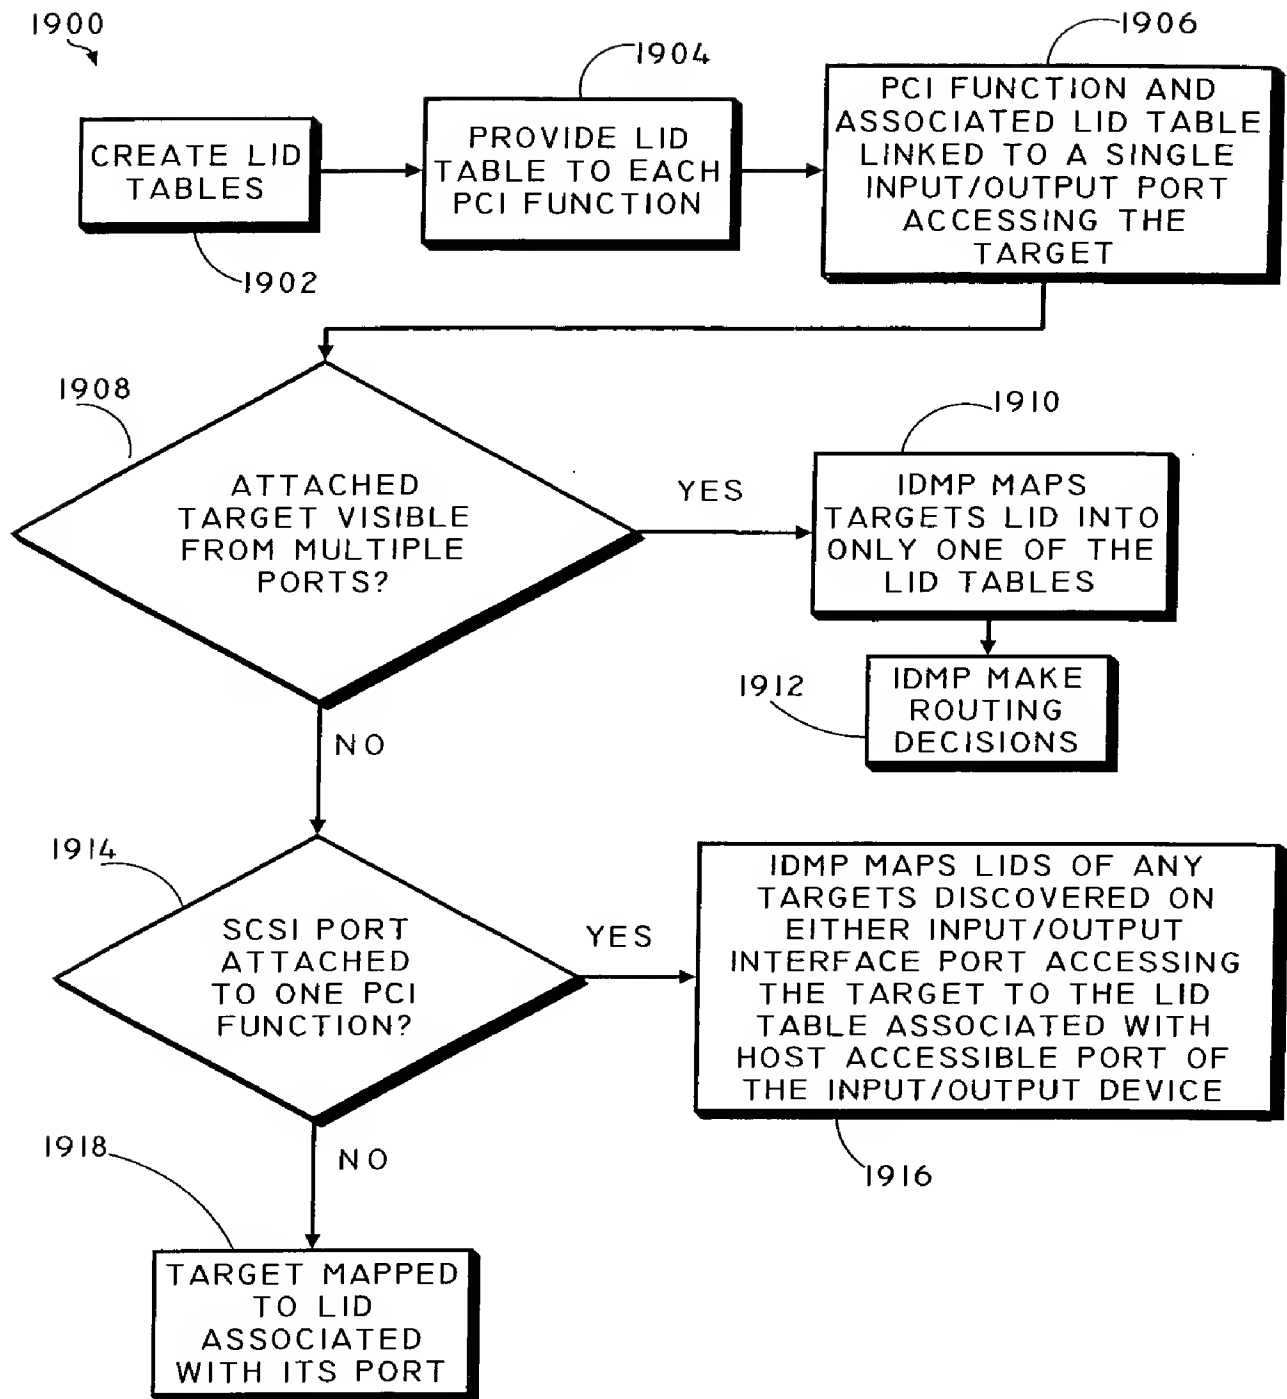 1900
1904
1906
CREATE LID
TABLES
1902
PROVIDE LID
TABLE TO EACH
PCI FUNCTION
PCI FUNCTION AND
ASSOCIATED LID TABLE
LINKED TO A SINGLE
INPUT/OUTPUT PORT
ACCESSING THE
TARGET
1908
ATTACHED
TARGET VISIBLE
FROM MULTIPLE
PORTS?
YES
1910
IDMP MAPS
TARGETS LID INTO
ONLY ONE OF THE
LID TABLES
1912
IDMP MAKE
ROUTING
DECISIONS
NO
1914
SCSI PORT
ATTACHED
TO ONE PCI
FUNCTION?
YES
IDMP MAPS LIDS OF ANY
TARGETS DISCOVERED ON
EITHER INPUT/OUTPUT
INTERFACE PORT ACCESSING
THE TARGET TO THE LID
TABLE ASSOCIATED WITH
HOST ACCESSIBLE PORT OF
THE INPUT/OUTPUT DEVICE
1916
NO
1918
TARGET MAPPED
TO LID
ASSOCIATED
WITH ITS PORT